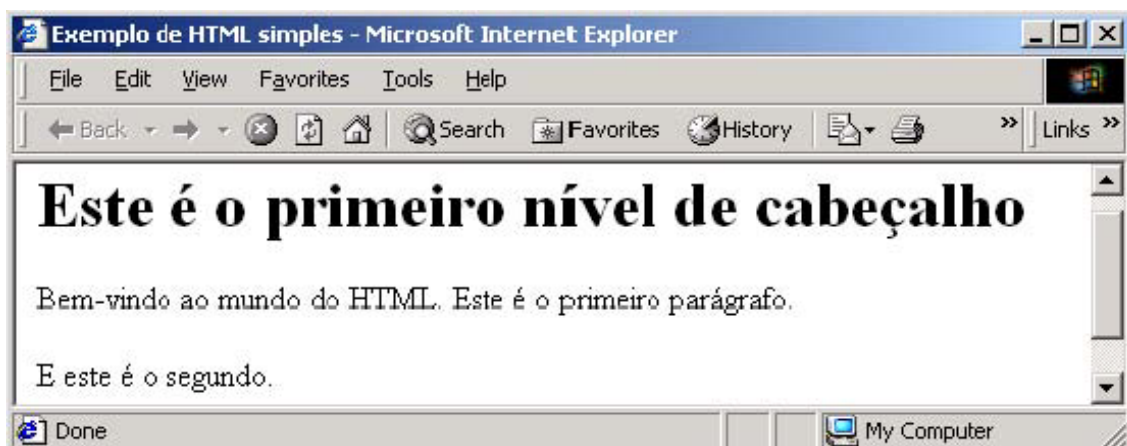 Exemplo de HTML simples - Microsoft Internet Explorer
File Edit View Favorites Tools Help
Back Search Favorites History » Links »
Este é o primeiro nível de cabeçalho
Bem-vindo ao mundo do HTML. Este é o primeiro parágrafo.
E este é o segundo.
Done My Computer